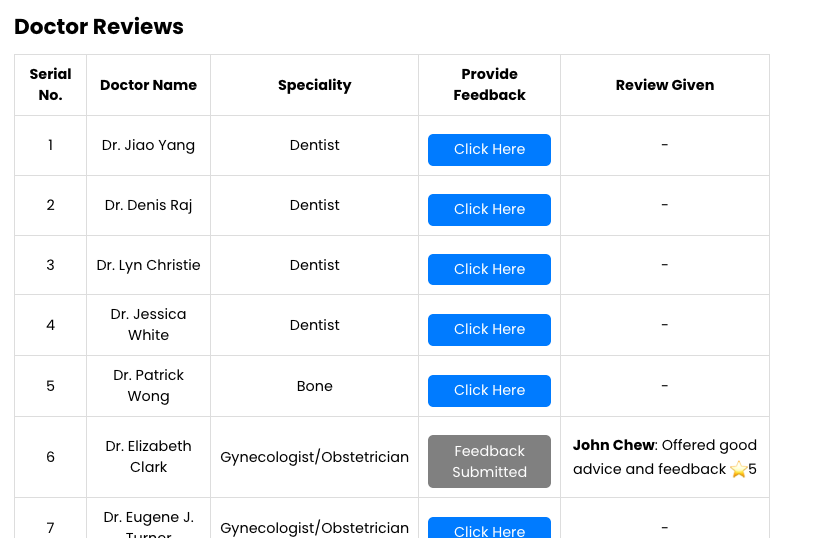 Doctor Reviews
Serial No. Doctor Name Speciality Provide Feedback Review Given
1 Dr. Jiao Yang Dentist Click Here -
2 Dr. Denis Raj Dentist Click Here -
3 Dr. Lyn Christie Dentist Click Here -
4 Dr. Jessica White Dentist Click Here -
5 Dr. Patrick Wong Bone Click Here -
6 Dr. Elizabeth Clark Gynecologist/Obstetrician Feedback Submitted John Chew: Offered good advice and feedback ⭐5
7 Dr. Eugene J. Turner Gynecologist/Obstetrician Click Here -